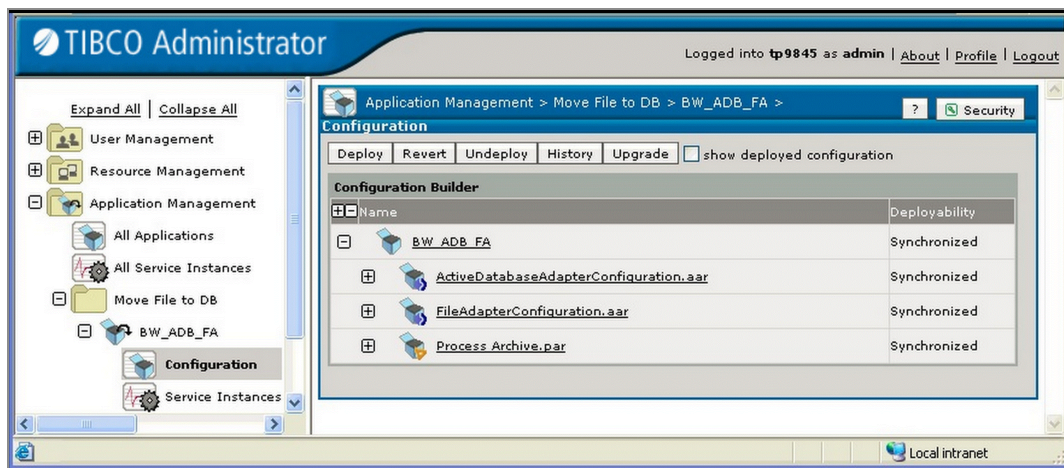 TIBCO Administrator
Logged into tp9845 as admin | About | Profile | Logout
Expand All | Collapse All
User Management
Resource Management
Application Management
All Applications
All Service Instances
Move File to DB
BW_ADB_FA
Configuration
Service Instances
Application Management > Move File to DB > BW_ADB_FA >
Configuration
? Security
Deploy Revert Undeploy History Upgrade show deployed configuration
Configuration Builder
Name Deployability
BW_ADB_FA Synchronized
ActiveDatabaseAdapterConfiguration.aar Synchronized
FileAdapterConfiguration.aar Synchronized
Process Archive.par Synchronized
Local intranet